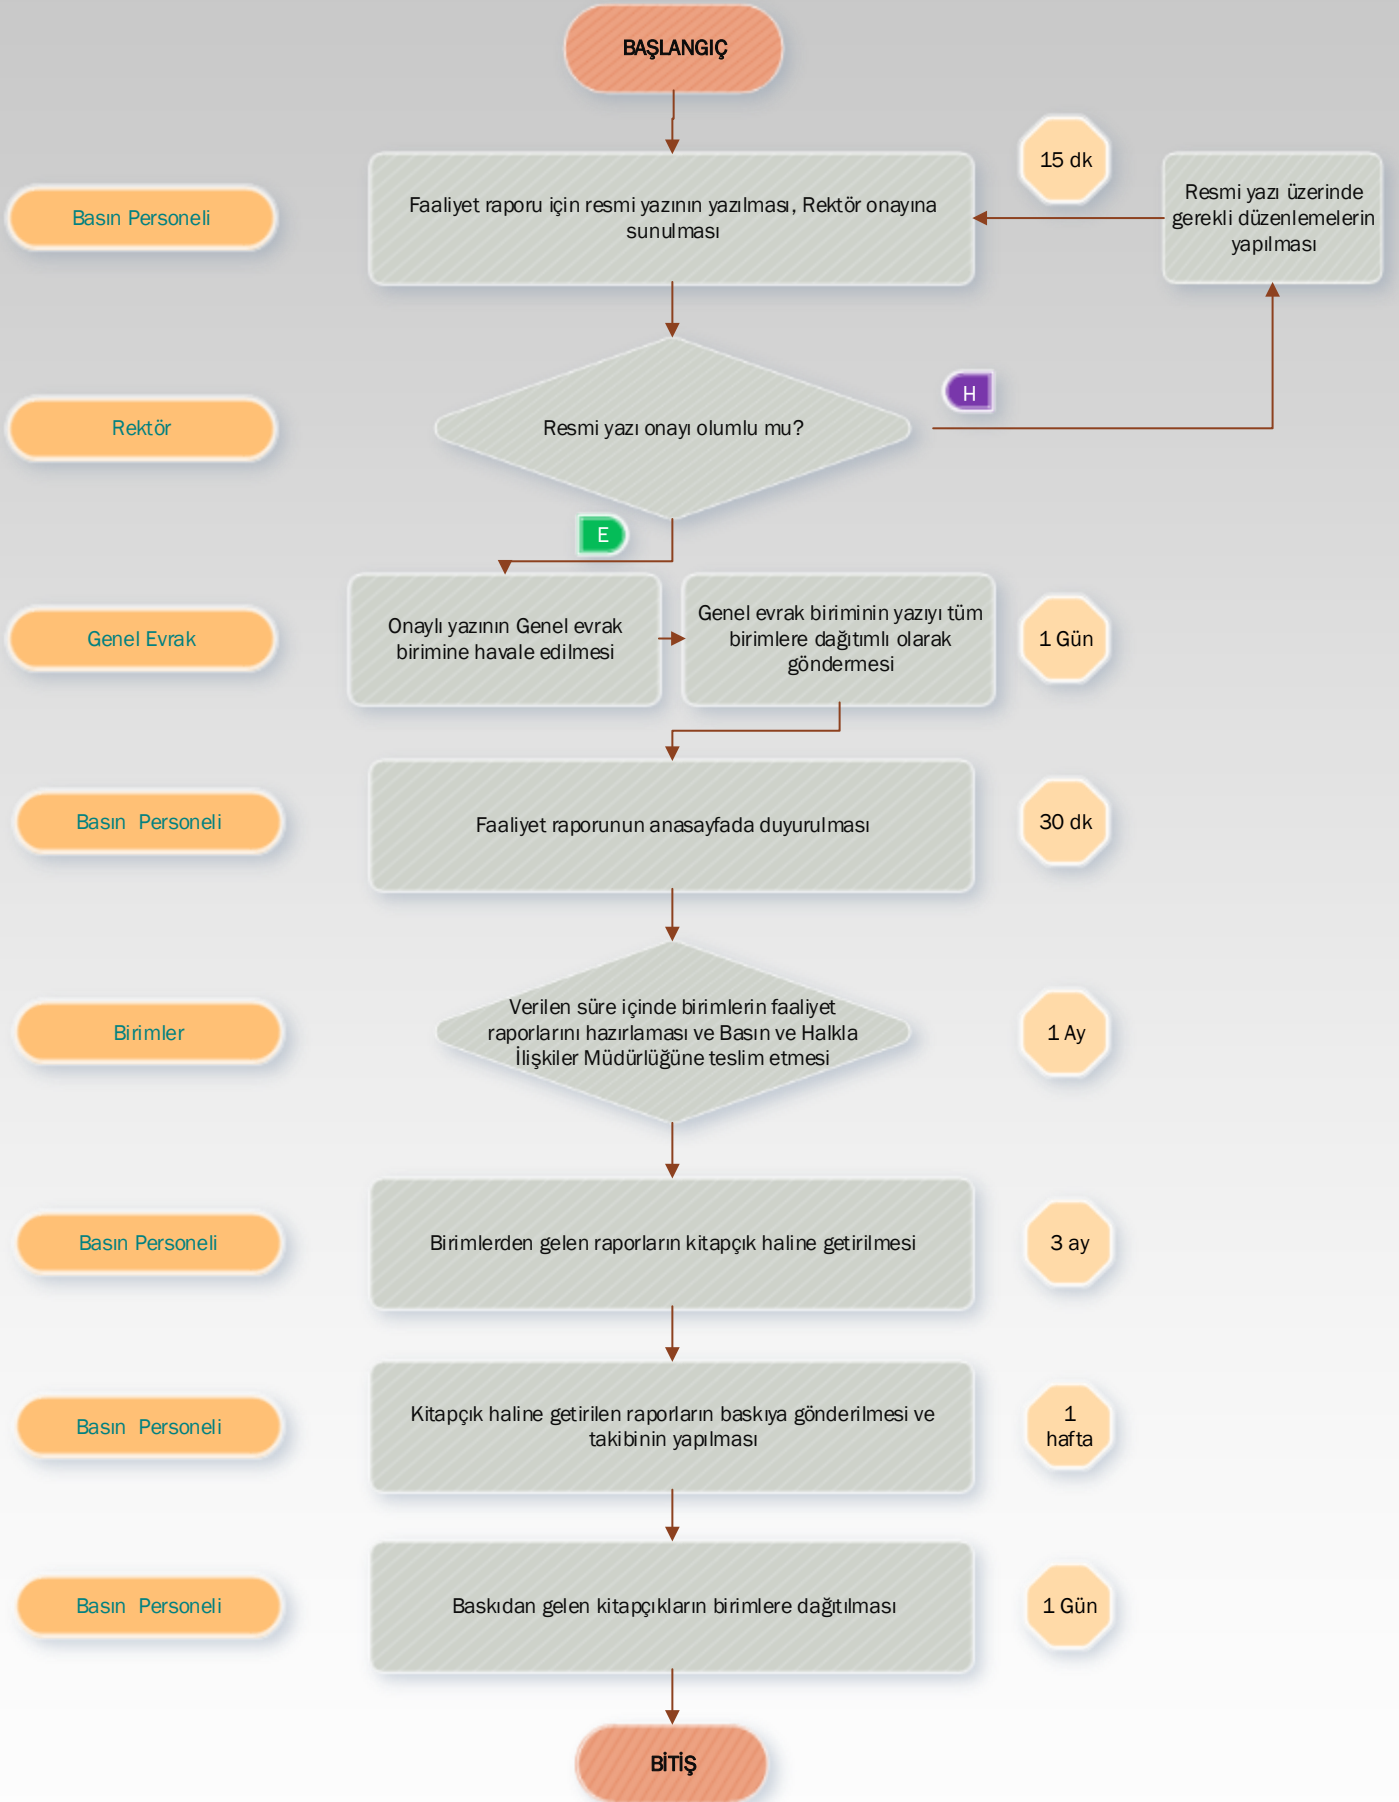 BAŞLANGIÇ
15 dk
Basın Personeli
Faaliyet raporu için resmi yazının yazılması, Rektör onayına
sunulması
Resmi yazı üzerinde
gerekli düzenlemelerin
yapılması
Rektör
Resmi yazı onayı olumlu mu?
H
E
Genel Evrak
Onaylı yazının Genel evrak
birimine havale edilmesi
Genel evrak biriminin yazıyı tüm
birimlere dağıtımlı olarak
göndermesi
1 Gün
Basın Personeli
Faaliyet raporunun anasayfada duyurulması
30 dk
Birimler
Verilen süre içinde birimlerin faaliyet
raporlarını hazırlaması ve Basın ve Halkla
İlişkiler Müdürlüğüne teslim etmesi
1 Ay
Basın Personeli
Birimlerden gelen raporların kitapçık haline getirilmesi
3 ay
Basın Personeli
Kitapçık haline getirilen raporların baskıya gönderilmesi ve
takibinin yapılması
1
hafta
Basın Personeli
Baskıdan gelen kitapçıkların birimlere dağıtılması
1 Gün
BİTİŞ